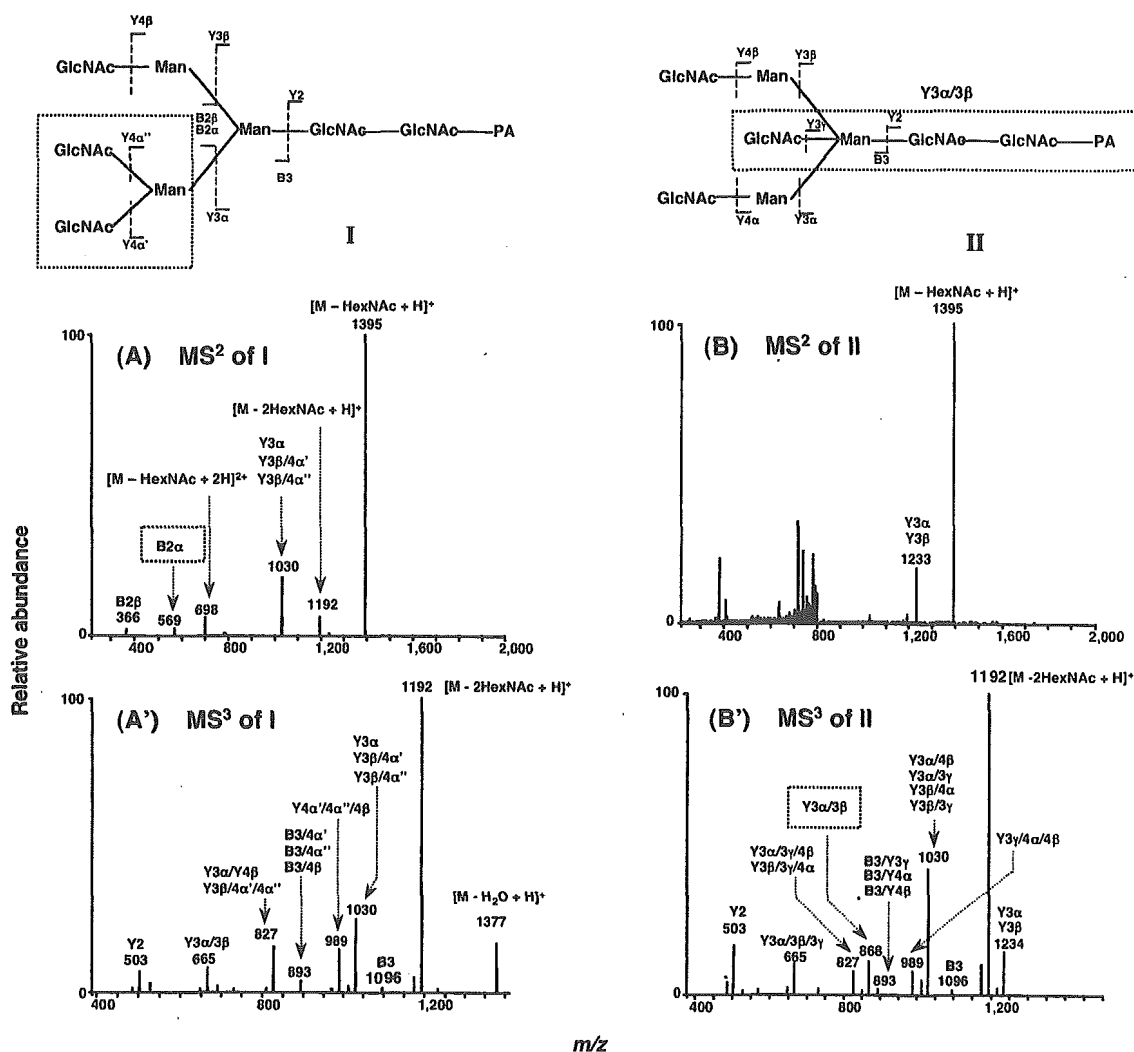 Y4β
Y3β
GlcNAc Man
Y2
B2β
B2α
Man GlcNAc GlcNAc PA
GlcNAc
Y4α''
B3
Man
GlcNAc
Y4α'
Y3α
I
Y4β
Y3β
GlcNAc Man
Y3α/3β
Y3γ
Y2
GlcNAc Man GlcNAc GlcNAc PA
B3
GlcNAc Man
Y4α
Y3α
II
[M – HexNAc + H]+
1395
100
(A) MS2 of I
[M - 2HexNAc + H]+
Y3α
Y3β/4α'
Y3β/4α''
[M – HexNAc + 2H]2+
B2α
1030
B2β
366
569
698
1192
0
400 800 1,200 1,600 2,000
[M – HexNAc + H]+
1395
100
(B) MS2 of II
Y3α
Y3β
1233
0
400 800 1,200 1,600 2,000
Relative abundance
1192 [M - 2HexNAc + H]+
100
(A') MS3 of I
Y3α
Y3β/4α'
Y3β/4α''
Y4α'/4α''/4β
B3/4α'
B3/4α''
B3/4β
Y3α/Y4β
Y3β/4α'/4α''
[M - H2O + H]+
1377
1030
827
989
Y2
503
Y3α/3β
665
893
B3
1096
0
400 600 800 1,000 1,200
1192 [M -2HexNAc + H]+
100
(B') MS3 of II
Y3α/4β
Y3α/3γ
Y3β/4α
Y3β/3γ
Y3α/3β
Y3γ/4α/4β
Y3α/3γ/4β
Y3β/3γ/4α
B3/Y3γ
B3/Y4α
B3/Y4β
1030
Y2
503
Y3α/3β/3γ
665
827
868
893
989
B3
1096
Y3α
Y3β
1234
0
400 600 800 1,000 1,200
m/z